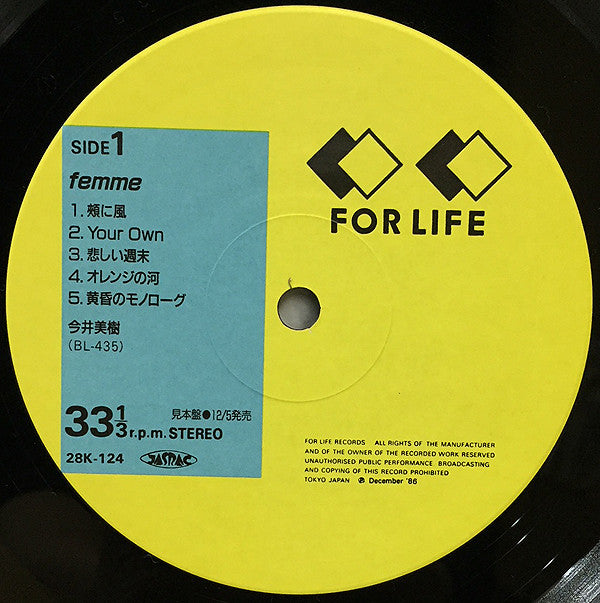 SIDE 1
femme
1. 頬に風
2. Your Own
3. 悲しい週末
4. オレンジの河
5. 黄昏のモノローグ
今井美樹
(BL-435)
見本盤●12/5発売
33 1/3 r.p.m. STEREO
28K-124 JASRAC
FOR LIFE
FOR LIFE RECORDS ALL RIGHTS OF THE MANUFACTURER
AND OF THE OWNER OF THE RECORDED WORK RESERVED
UNAUTHORISED PUBLIC PERFORMANCE BROADCASTING
AND COPYING OF THIS RECORD PROHIBITED
TOKYO JAPAN ℗ December '86